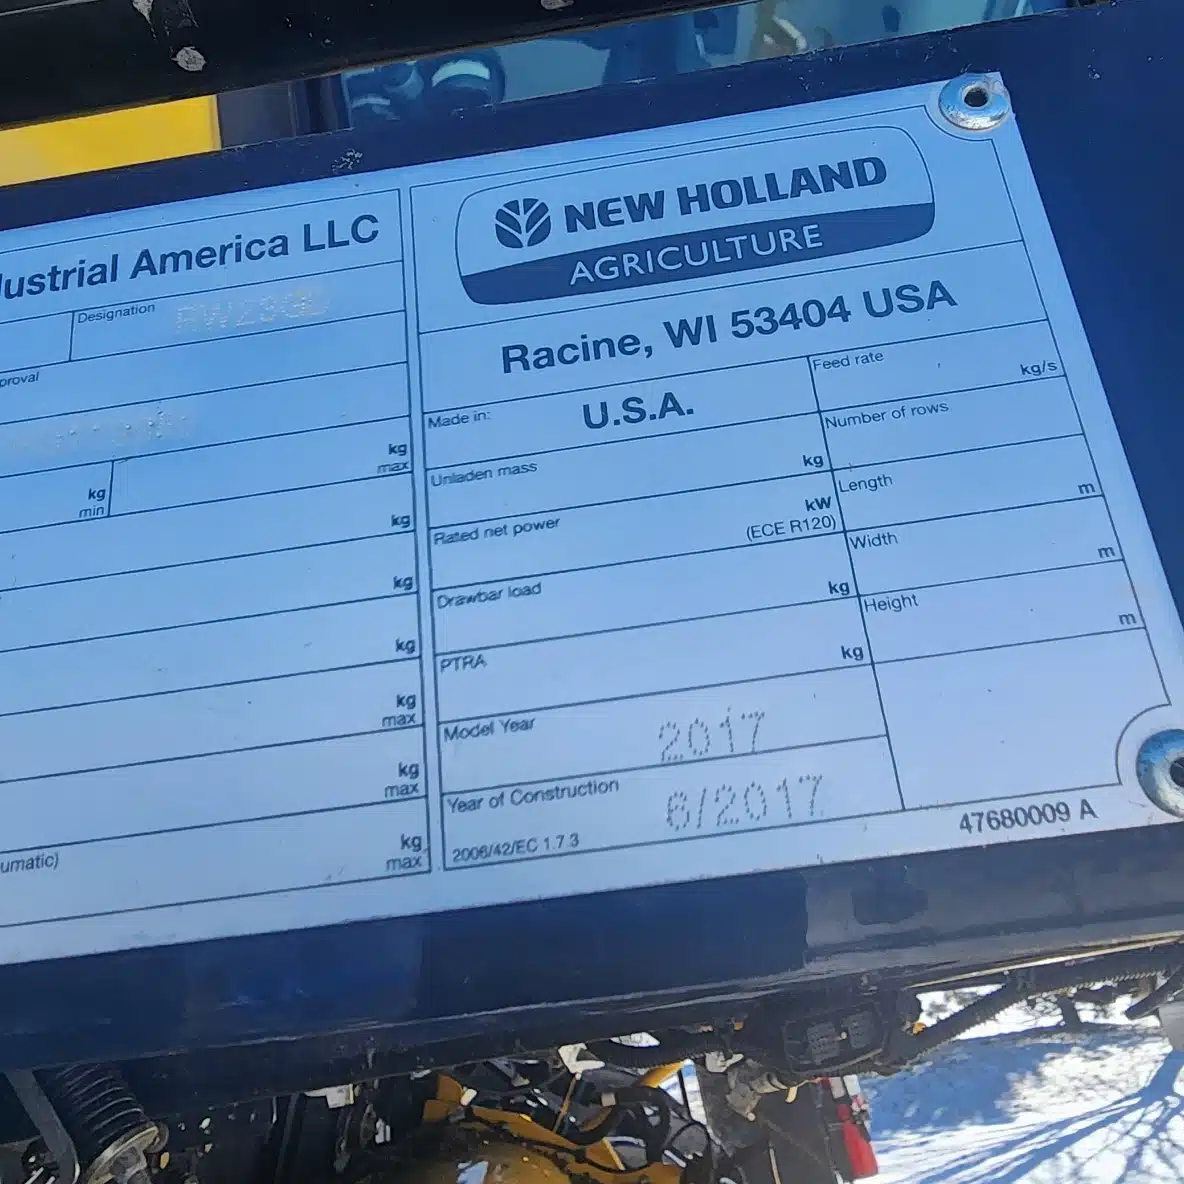 dustrial America LLC
Designation
proval
kg
max
kg
min
kg
kg
kg
kg
max
kg
max
kg
max
umatic)
NEW HOLLAND
AGRICULTURE
Racine, WI 53404 USA
Made in: U.S.A.
Feed rate
kg/s
Unladen mass kg
Number of rows
Rated net power kW
(ECE R120)
Length m
Drawbar load kg
Width m
PTRA kg
Height m
Model Year 2017
Year of Construction 6/2017
2006/42/EC 1.7.3
47680009 A